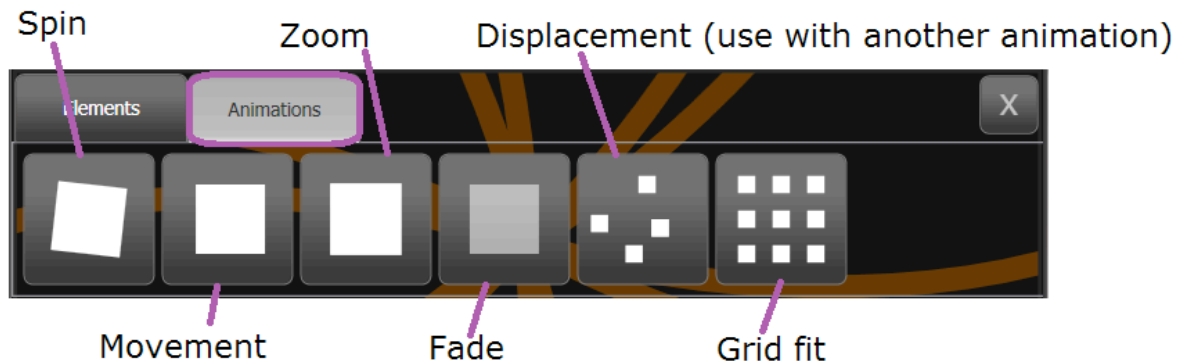 Spin
Zoom
Displacement (use with another animation)
Elements
Animations
X
Movement
Fade
Grid fit